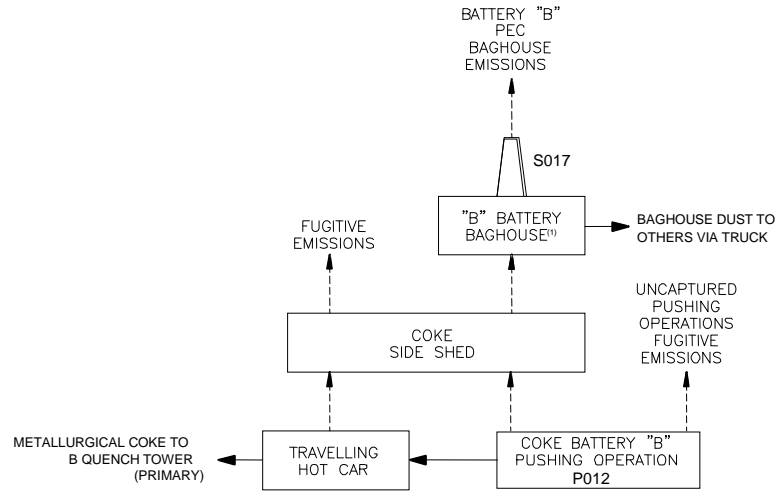 BATTERY "B"
PEC
BAGHOUSE
EMISSIONS
S017
"B" BATTERY
BAGHOUSE(1)
BAGHOUSE DUST TO
OTHERS VIA TRUCK
FUGITIVE
EMISSIONS
UNCAPTURED
PUSHING
OPERATIONS
FUGITIVE
EMISSIONS
COKE
SIDE SHED
METALLURGICAL COKE TO
B QUENCH TOWER
(PRIMARY)
TRAVELLING
HOT CAR
COKE BATTERY "B"
PUSHING OPERATION
P012